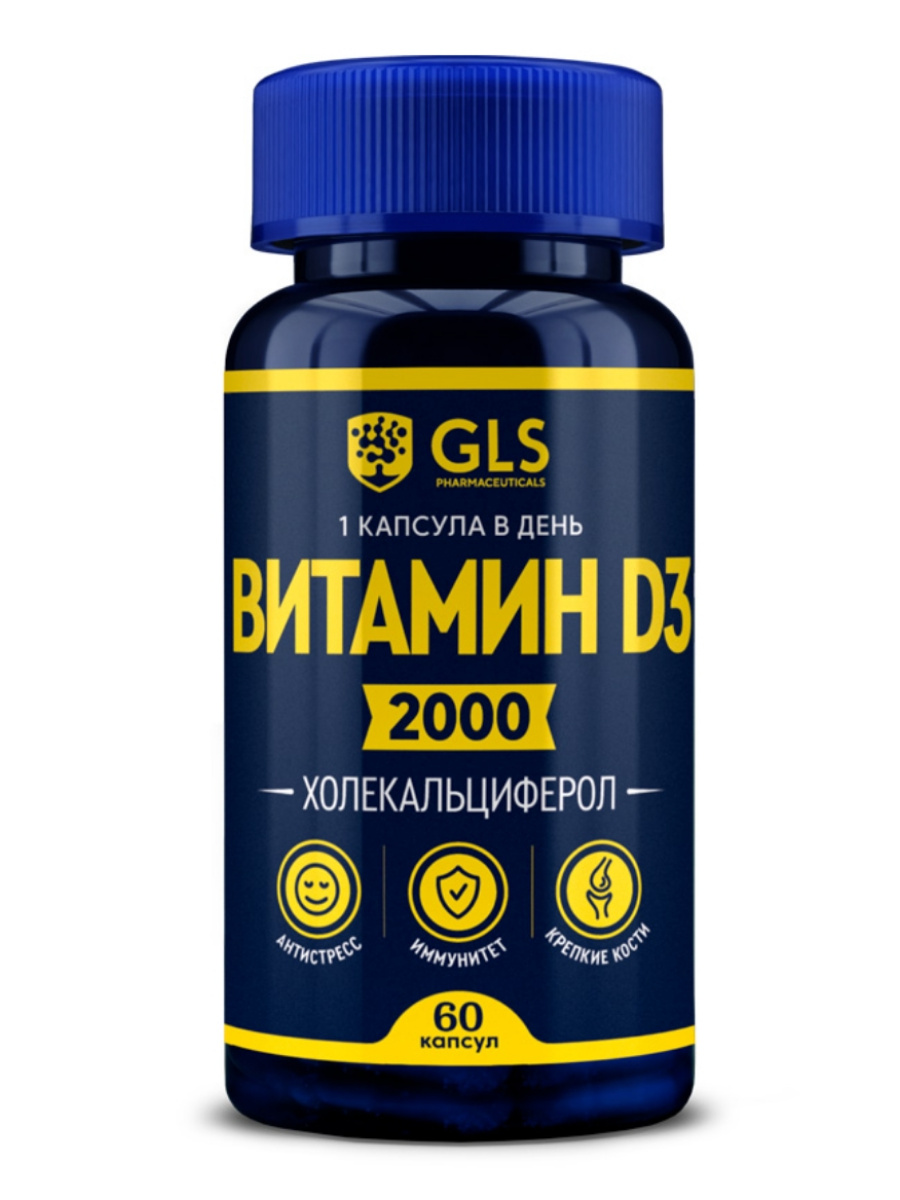 GLS
PHARMACEUTICALS
1 КАПСУЛА В ДЕНЬ
ВИТАМИН D3
2000
ХОЛЕКАЛЬЦИФЕРОЛ
АНТИСТРЕСС
ИММУНИТЕТ
КРЕПКИЕ КОСТИ
60
капсул